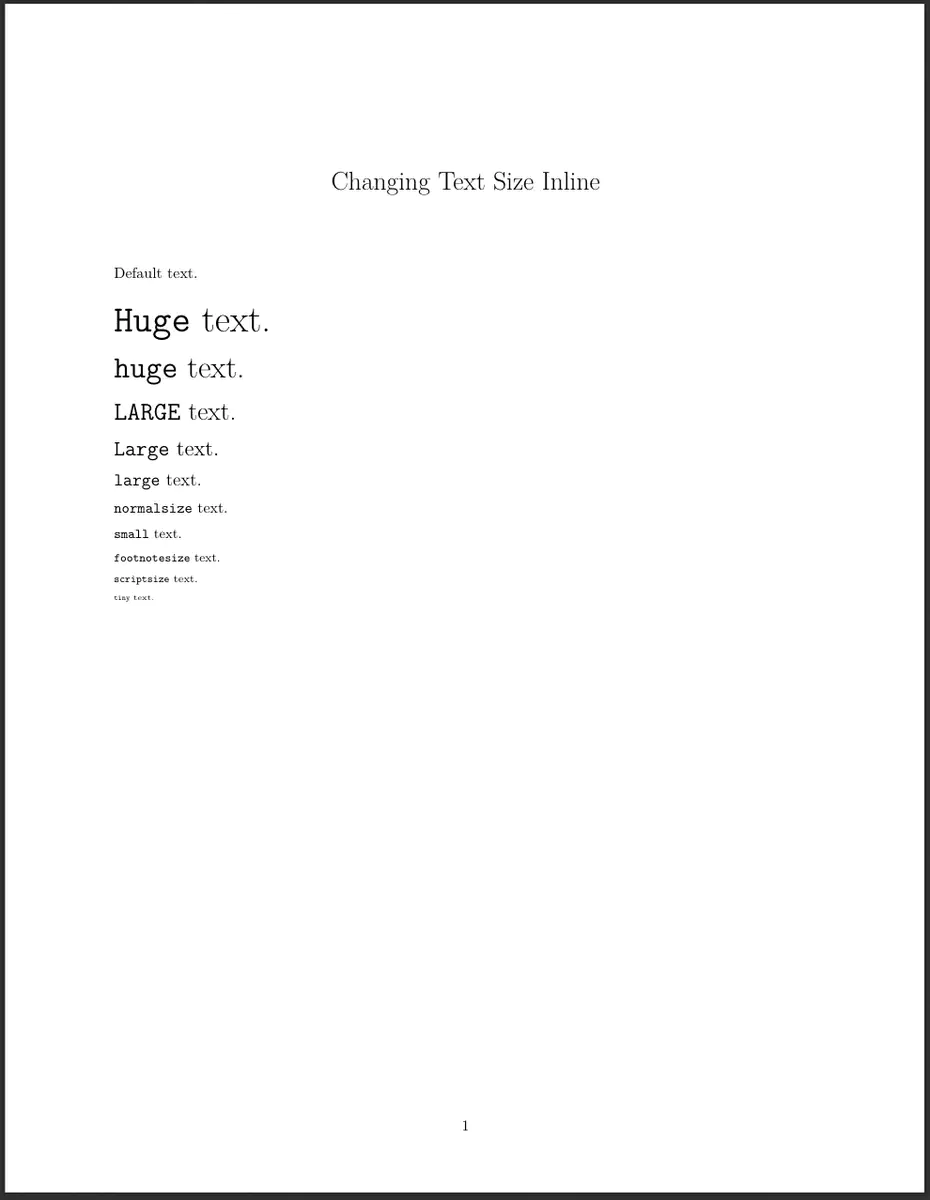 Changing Text Size Inline
Default text.
Huge text.
huge text.
LARGE text.
Large text.
large text.
normalsize text.
small text.
footnotesize text.
scriptsize text.
tiny text.
1